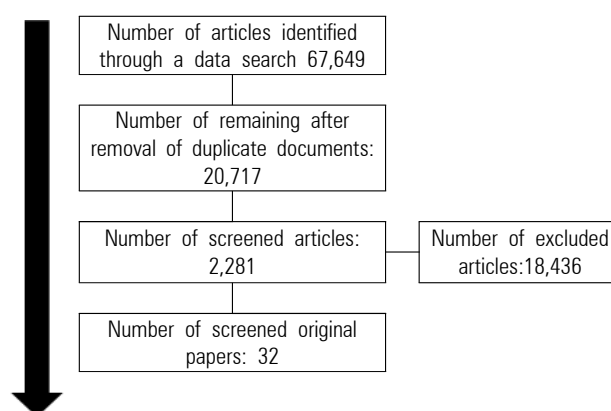 Number of articles identified
through a data search 67,649
Number of remaining after
removal of duplicate documents:
20,717
Number of screened articles:
2,281
Number of excluded
articles:18,436
Number of screened original
papers: 32